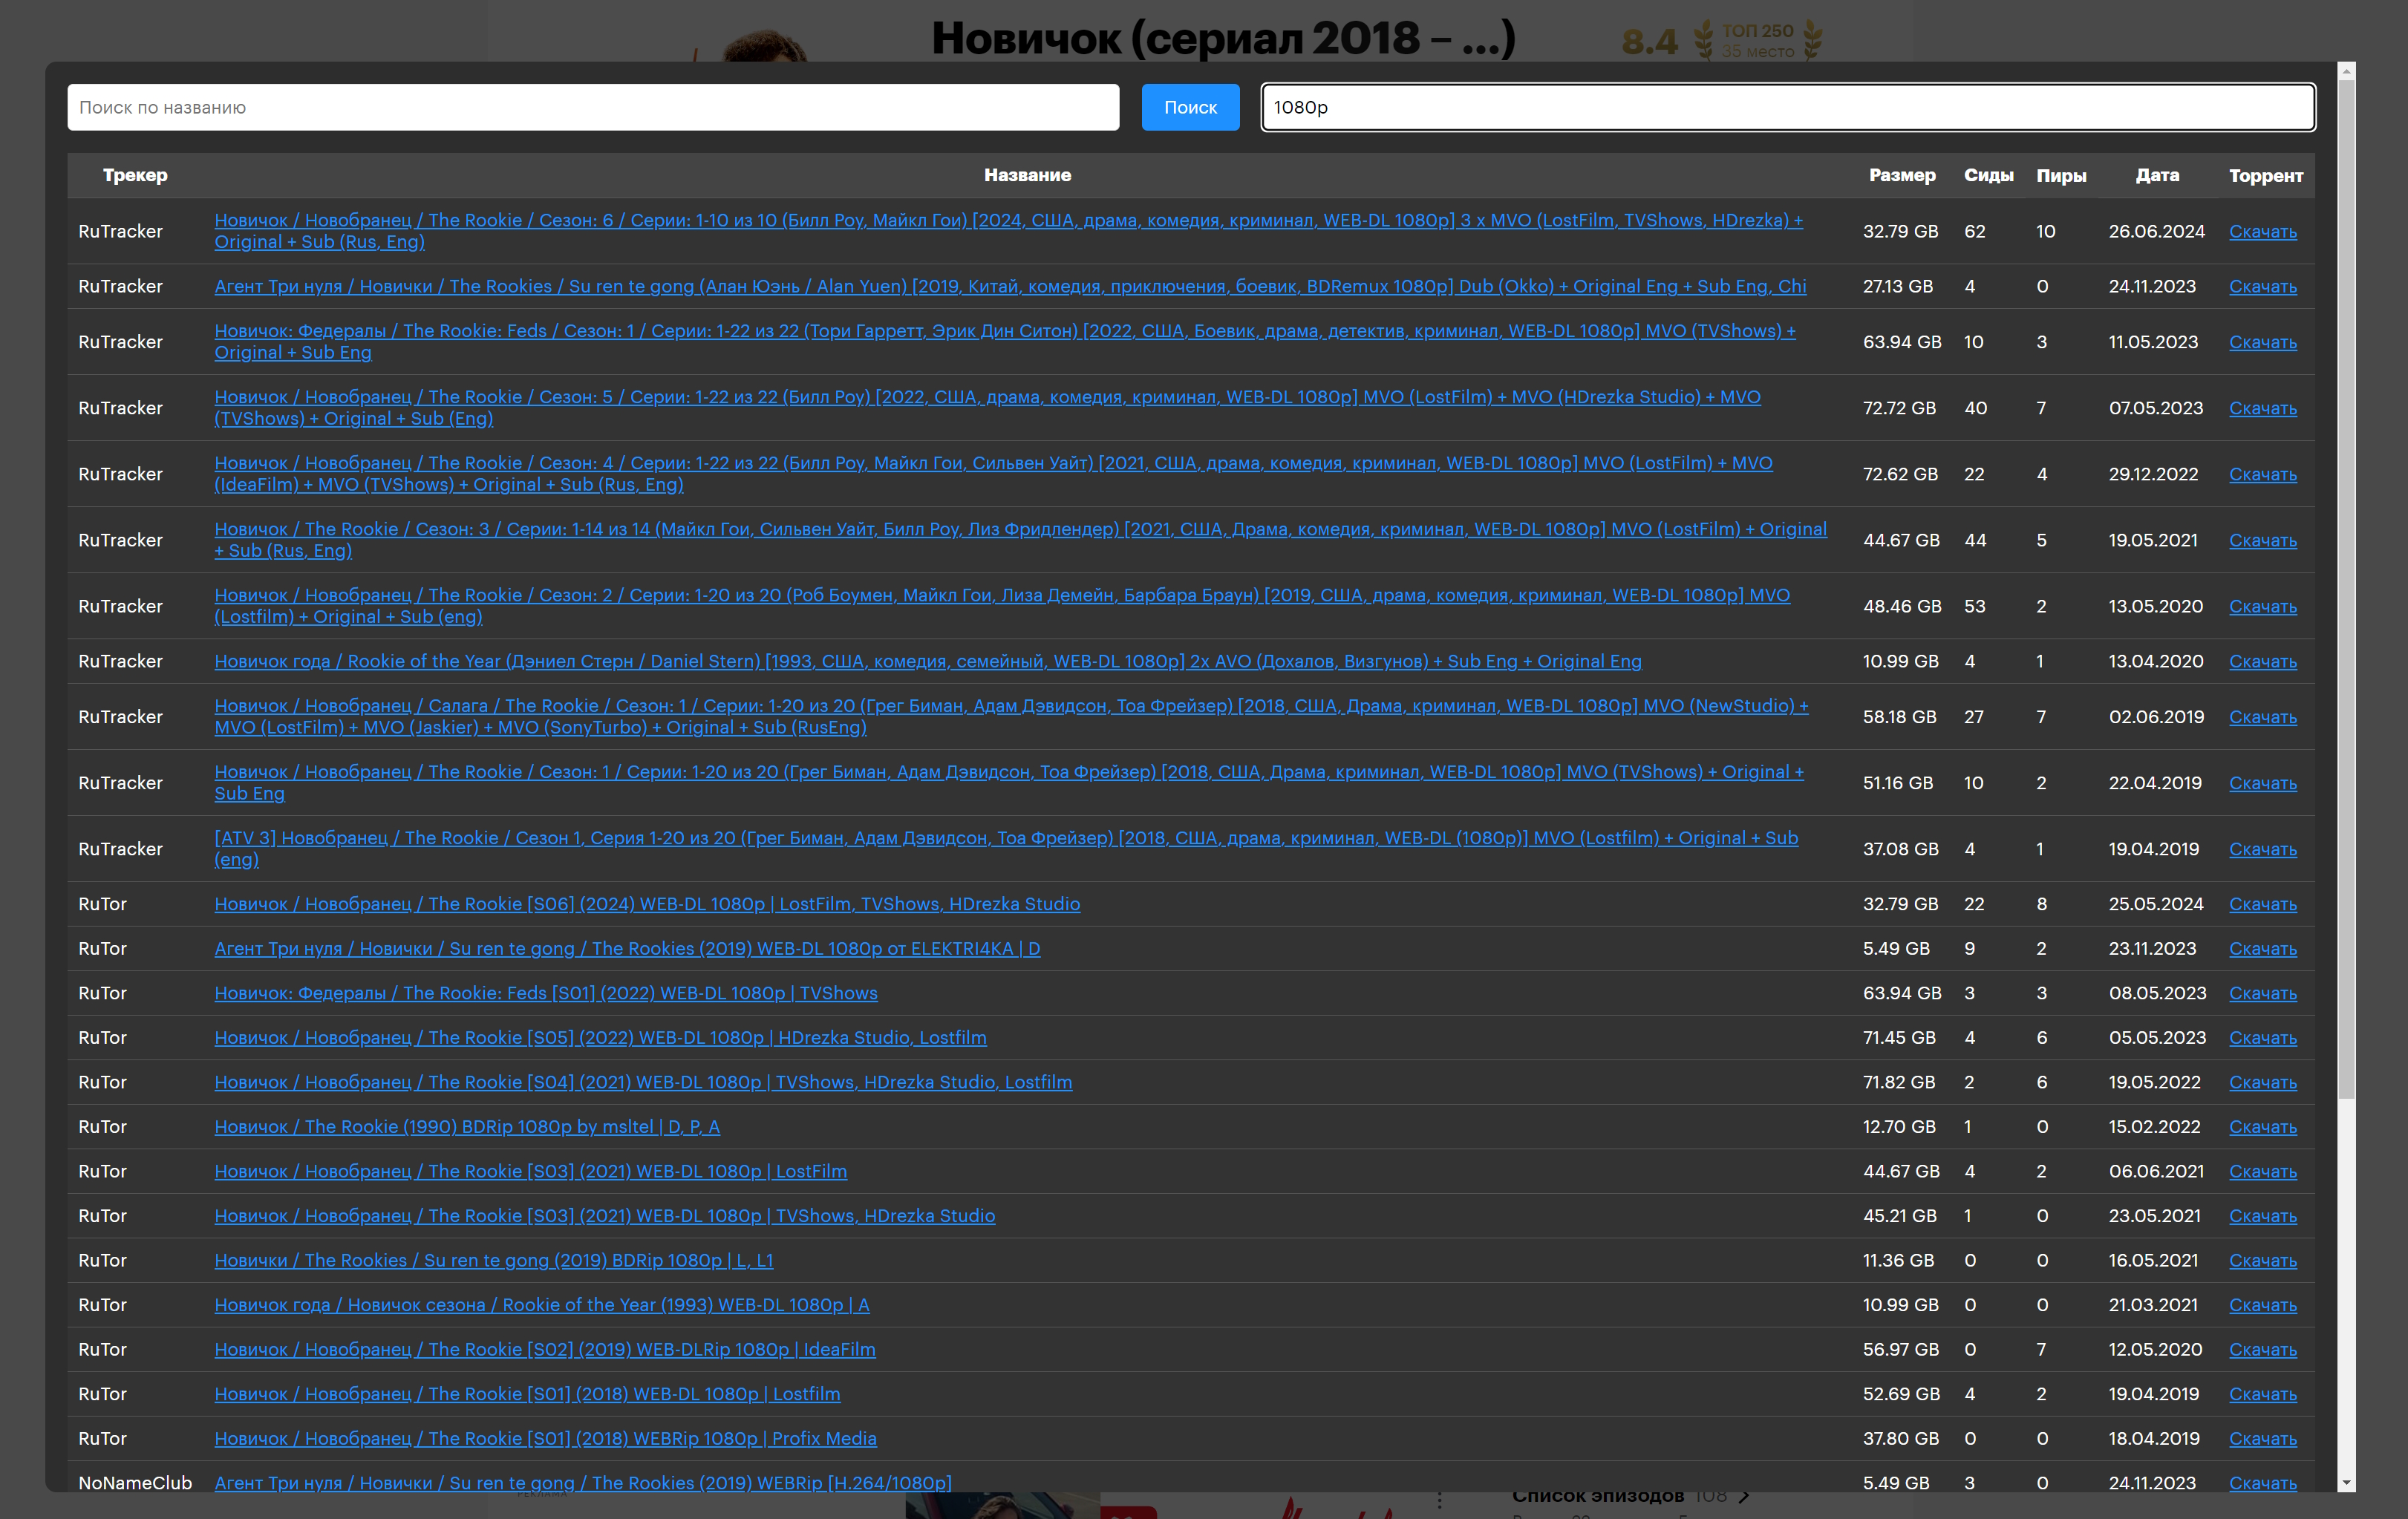 Новичок (сериал 2018 – ...)
8.4
ТОП 250
35 место
Поиск по названию
Поиск
1080p
Трекер Название Размер Сиды Пиры Дата Торрент
RuTracker Новичок / Новобранец / The Rookie / Сезон: 6 / Серии: 1-10 из 10 (Билл Роу, Майкл Гои) [2024, США, драма, комедия, криминал, WEB-DL 1080p] 3 x MVO (LostFilm, TVShows, HDrezka) +
Original + Sub (Rus, Eng) 32.79 GB 62 10 26.06.2024 Скачать
RuTracker Агент Три нуля / Новички / The Rookies / Su ren te gong (Алан Юэнь / Alan Yuen) [2019, Китай, комедия, приключения, боевик, BDRemux 1080p] Dub (Okko) + Original Eng + Sub Eng, Chi 27.13 GB 4 0 24.11.2023 Скачать
RuTracker Новичок: Федералы / The Rookie: Feds / Сезон: 1 / Серии: 1-22 из 22 (Тори Гарретт, Эрик Дин Ситон) [2022, США, Боевик, драма, детектив, криминал, WEB-DL 1080p] MVO (TVShows) +
Original + Sub Eng 63.94 GB 10 3 11.05.2023 Скачать
RuTracker Новичок / Новобранец / The Rookie / Сезон: 5 / Серии: 1-22 из 22 (Билл Роу) [2022, США, драма, комедия, криминал, WEB-DL 1080p] MVO (LostFilm) + MVO (HDrezka Studio) + MVO
(TVShows) + Original + Sub (Eng) 72.72 GB 40 7 07.05.2023 Скачать
RuTracker Новичок / Новобранец / The Rookie / Сезон: 4 / Серии: 1-22 из 22 (Билл Роу, Майкл Гои, Сильвен Уайт) [2021, США, драма, комедия, криминал, WEB-DL 1080p] MVO (LostFilm) + MVO
(IdeaFilm) + MVO (TVShows) + Original + Sub (Rus, Eng) 72.62 GB 22 4 29.12.2022 Скачать
RuTracker Новичок / The Rookie / Сезон: 3 / Серии: 1-14 из 14 (Майкл Гои, Сильвен Уайт, Билл Роу, Лиз Фридлендер) [2021, США, Драма, комедия, криминал, WEB-DL 1080p] MVO (LostFilm) + Original
+ Sub (Rus, Eng) 44.67 GB 44 5 19.05.2021 Скачать
RuTracker Новичок / Новобранец / The Rookie / Сезон: 2 / Серии: 1-20 из 20 (Роб Боумен, Майкл Гои, Лиза Демейн, Барбара Браун) [2019, США, драма, комедия, криминал, WEB-DL 1080p] MVO
(Lostfilm) + Original + Sub (eng) 48.46 GB 53 2 13.05.2020 Скачать
RuTracker Новичок года / Rookie of the Year (Дэниел Стерн / Daniel Stern) [1993, США, комедия, семейный, WEB-DL 1080p] 2x AVO (Дохалов, Визгунов) + Sub Eng + Original Eng 10.99 GB 4 1 13.04.2020 Скачать
RuTracker Новичок / Новобранец / Салага / The Rookie / Сезон: 1 / Серии: 1-20 из 20 (Грег Биман, Адам Дэвидсон, Тоа Фрейзер) [2018, США, Драма, криминал, WEB-DL 1080p] MVO (NewStudio) +
MVO (LostFilm) + MVO (Jaskier) + MVO (SonyTurbo) + Original + Sub (RusEng) 58.18 GB 27 7 02.06.2019 Скачать
RuTracker Новичок / Новобранец / The Rookie / Сезон: 1 / Серии: 1-20 из 20 (Грег Биман, Адам Дэвидсон, Тоа Фрейзер) [2018, США, Драма, криминал, WEB-DL 1080p] MVO (TVShows) + Original +
Sub Eng 51.16 GB 10 2 22.04.2019 Скачать
RuTracker [ATV 3] Новобранец / The Rookie / Сезон 1, Серия 1-20 из 20 (Грег Биман, Адам Дэвидсон, Тоа Фрейзер) [2018, США, драма, криминал, WEB-DL (1080p)] MVO (Lostfilm) + Original + Sub
(eng) 37.08 GB 4 1 19.04.2019 Скачать
RuTor Новичок / Новобранец / The Rookie [S06] (2024) WEB-DL 1080p | LostFilm, TVShows, HDrezka Studio 32.79 GB 22 8 25.05.2024 Скачать
RuTor Агент Три нуля / Новички / Su ren te gong / The Rookies (2019) WEB-DL 1080p от ELEKTRI4KA | D 5.49 GB 9 2 23.11.2023 Скачать
RuTor Новичок: Федералы / The Rookie: Feds [S01] (2022) WEB-DL 1080p | TVShows 63.94 GB 3 3 08.05.2023 Скачать
RuTor Новичок / Новобранец / The Rookie [S05] (2022) WEB-DL 1080p | HDrezka Studio, Lostfilm 71.45 GB 4 6 05.05.2023 Скачать
RuTor Новичок / Новобранец / The Rookie [S04] (2021) WEB-DL 1080p | TVShows, HDrezka Studio, Lostfilm 71.82 GB 2 6 19.05.2022 Скачать
RuTor Новичок / The Rookie (1990) BDRip 1080p by msltel | D, P, A 12.70 GB 1 0 15.02.2022 Скачать
RuTor Новичок / Новобранец / The Rookie [S03] (2021) WEB-DL 1080p | LostFilm 44.67 GB 4 2 06.06.2021 Скачать
RuTor Новичок / Новобранец / The Rookie [S03] (2021) WEB-DL 1080p | TVShows, HDrezka Studio 45.21 GB 1 0 23.05.2021 Скачать
RuTor Новички / The Rookies / Su ren te gong (2019) BDRip 1080p | L, L1 11.36 GB 0 0 16.05.2021 Скачать
RuTor Новичок года / Новичок сезона / Rookie of the Year (1993) WEB-DL 1080p | A 10.99 GB 0 0 21.03.2021 Скачать
RuTor Новичок / Новобранец / The Rookie [S02] (2019) WEB-DLRip 1080p | IdeaFilm 56.97 GB 0 7 12.05.2020 Скачать
RuTor Новичок / Новобранец / The Rookie [S01] (2018) WEB-DL 1080p | Lostfilm 52.69 GB 4 2 19.04.2019 Скачать
RuTor Новичок / Новобранец / The Rookie [S01] (2018) WEBRip 1080p | Profix Media 37.80 GB 0 0 18.04.2019 Скачать
NoNameClub Агент Три нуля / Новички / Su ren te gong / The Rookies (2019) WEBRip [H.264/1080p] 5.49 GB 3 0 24.11.2023 Скачать
Список эпизодов 108